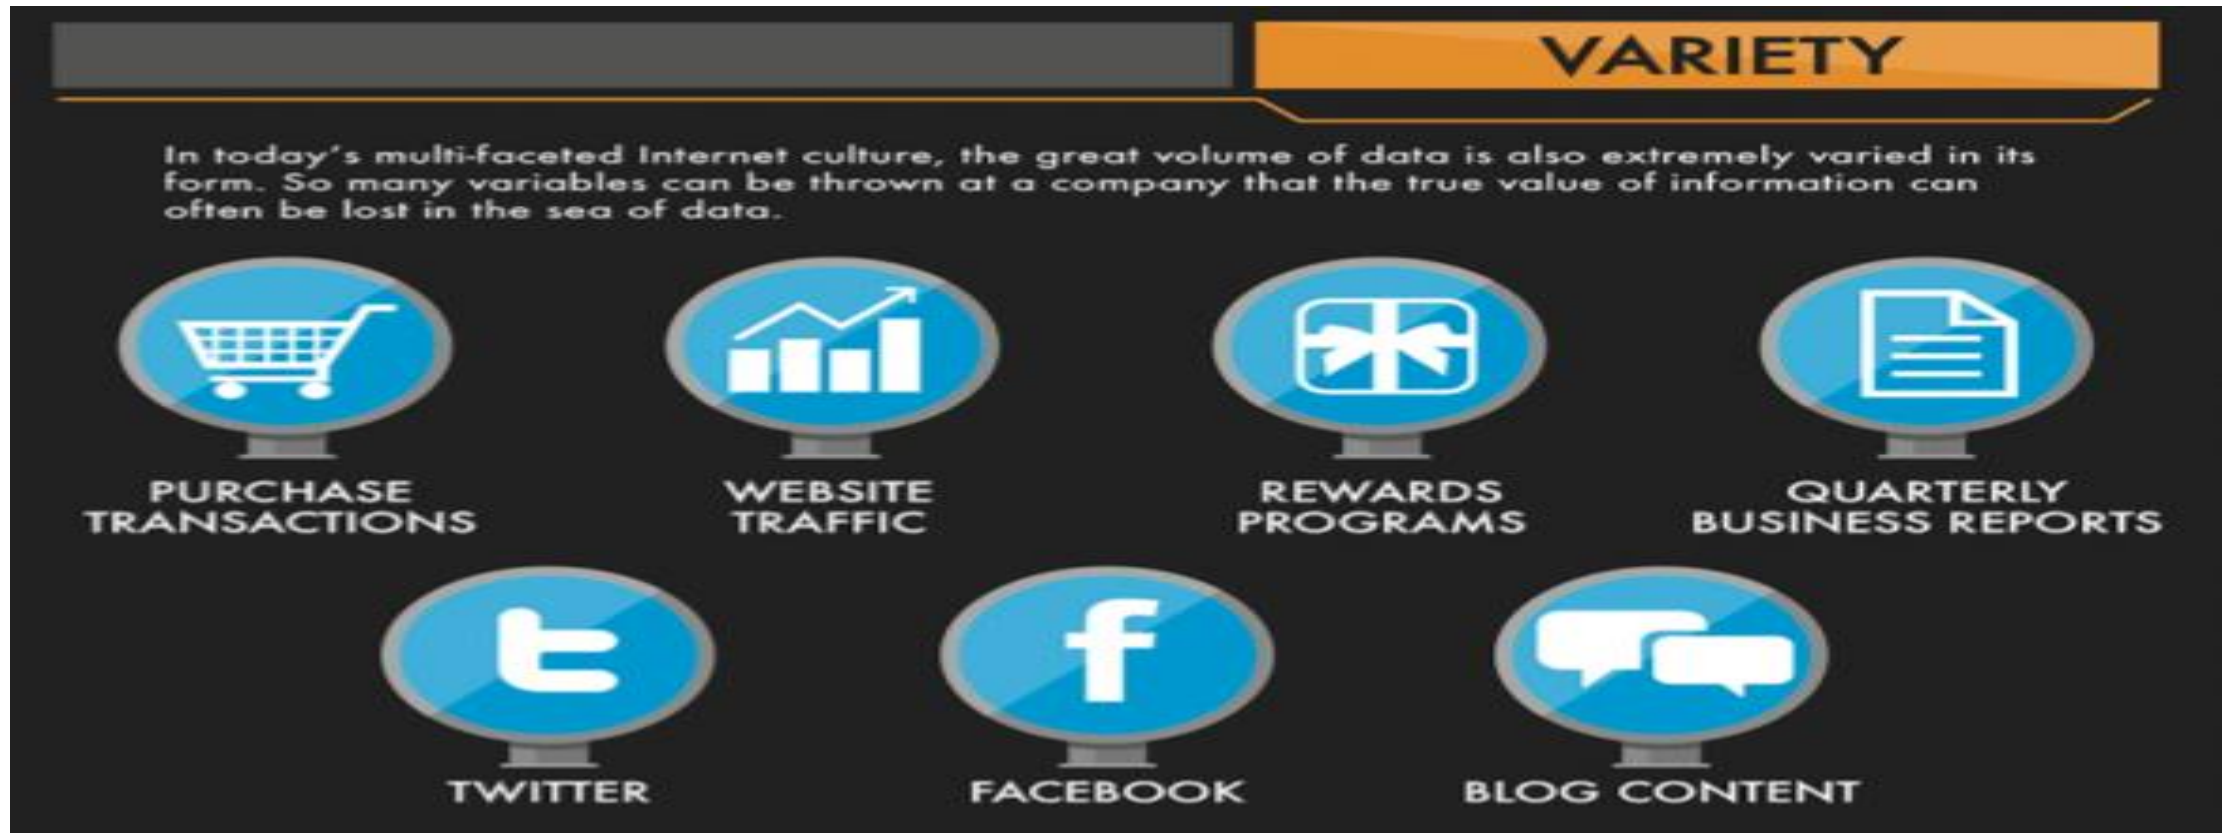 VARIETY
In today's multi-faceted Internet culture, the great volume of data is also extremely varied in its
form. So many variables can be thrown at a company that the true value of information can
often be lost in the sea of data.
PURCHASE
TRANSACTIONS
WEBSITE
TRAFFIC
REWARDS
PROGRAMS
QUARTERLY
BUSINESS REPORTS
TWITTER
FACEBOOK
BLOG CONTENT